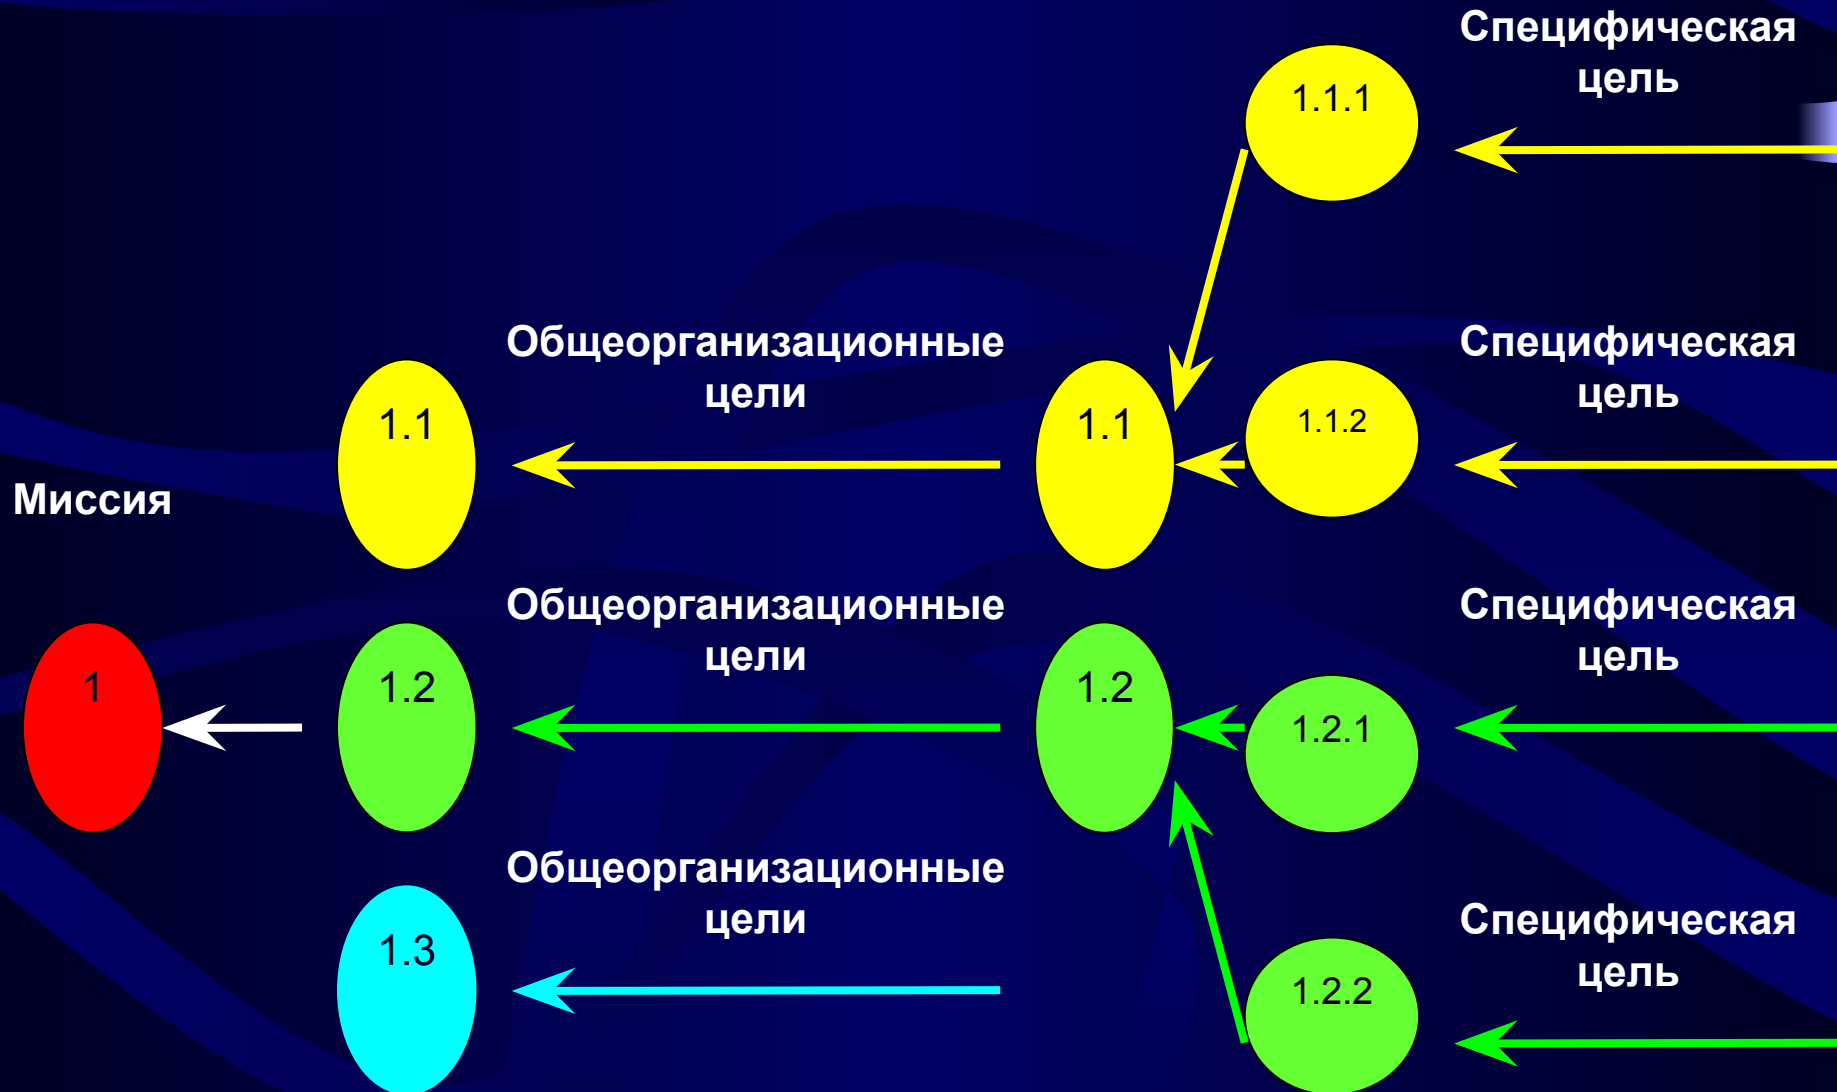 Специфическая
цель
1.1.1
Общеорганизационные
цели
Специфическая
цель
1.1
1.1
1.1.2
Миссия
Общеорганизационные
цели
Специфическая
цель
1
1.2
1.2
1.2.1
Общеорганизационные
цели
Специфическая
цель
1.3
1.2.2